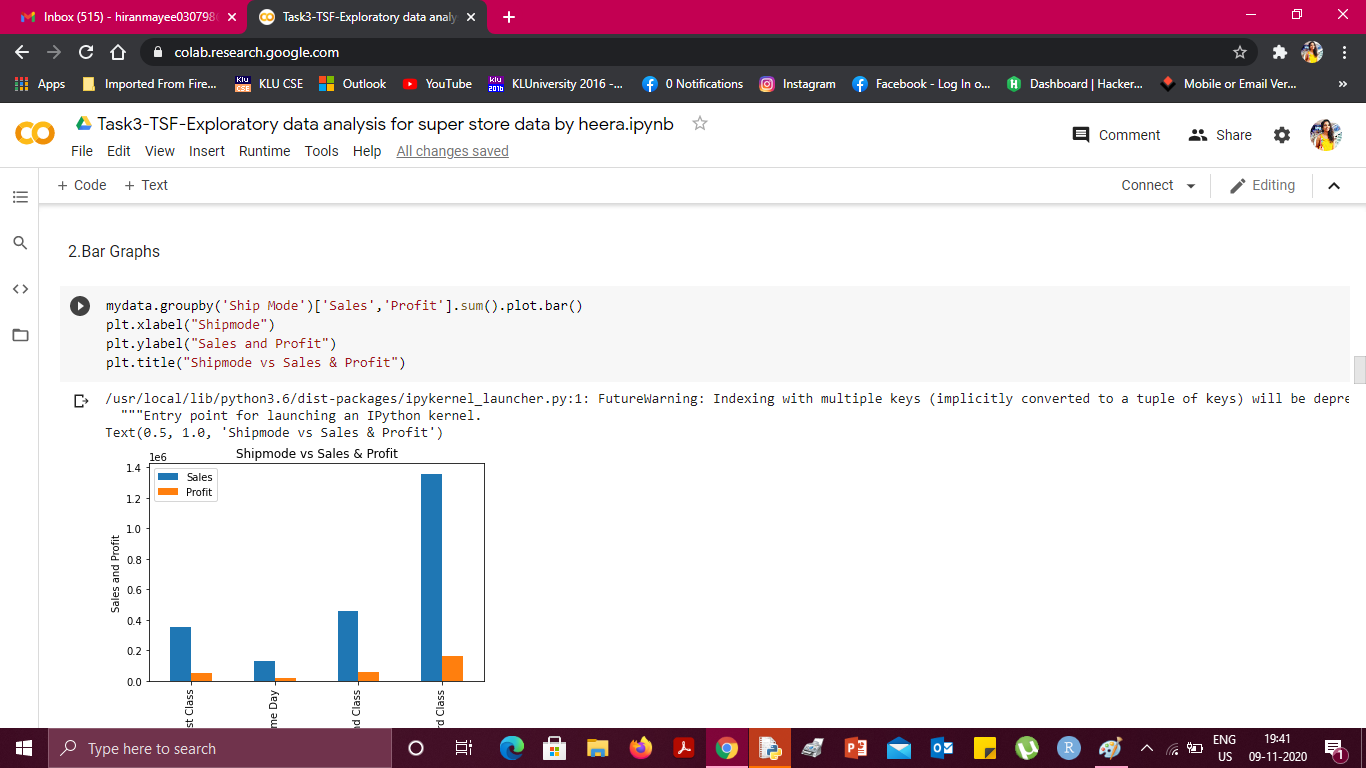 Inbox (515) - hiranmayee030798
Task3-TSF-Exploratory data analy
colab.research.google.com
Apps
Imported From Fire...
KLU CSE
Outlook
YouTube
KLUniversity 2016 -...
0 Notifications
Instagram
Facebook - Log In o...
Dashboard | Hacker...
Mobile or Email Ver...
»
Task3-TSF-Exploratory data analysis for super store data by heera.ipynb
Comment
Share
File Edit View Insert Runtime Tools Help All changes saved
+ Code + Text
Connect
Editing
2.Bar Graphs
mydata.groupby('Ship Mode')['Sales','Profit'].sum().plot.bar()
plt.xlabel("Shipmode")
plt.ylabel("Sales and Profit")
plt.title("Shipmode vs Sales & Profit")
/usr/local/lib/python3.6/dist-packages/ipykernel_launcher.py:1: FutureWarning: Indexing with multiple keys (implicitly converted to a tuple of keys) will be depre
"""Entry point for launching an IPython kernel.
Text(0.5, 1.0, 'Shipmode vs Sales & Profit')
Shipmode vs Sales & Profit
1e6
1.4
1.2
1.0
0.8
0.6
0.4
0.2
0.0
Sales and Profit
Sales
Profit
st Class
me Day
nd Class
rd Class
Type here to search
ENG
US
19:41
09-11-2020
1